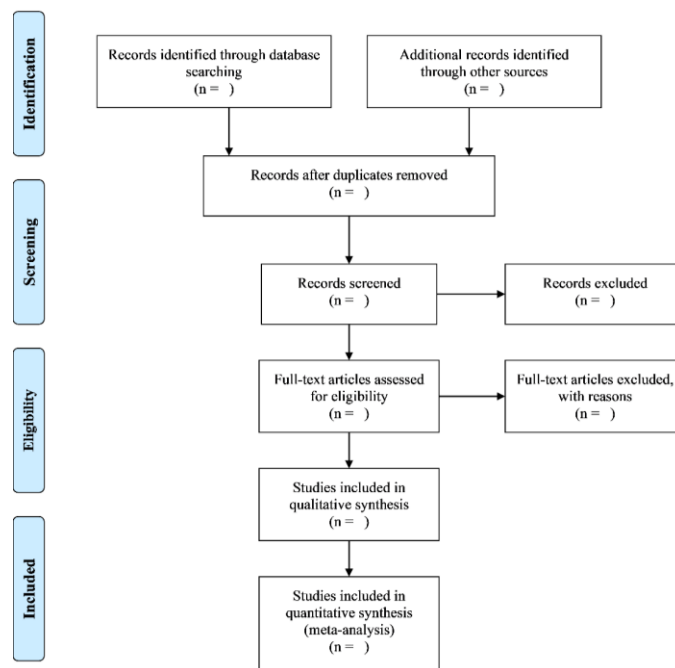 Identification
Records identified through database
searching
(n =   )
Additional records identified
through other sources
(n =   )
Records after duplicates removed
(n =   )
Screening
Records screened
(n =   )
Records excluded
(n =   )
Eligibility
Full-text articles assessed
for eligibility
(n =   )
Full-text articles excluded,
with reasons
(n =   )
Studies included in
qualitative synthesis
(n =   )
Included
Studies included in
quantitative synthesis
(meta-analysis)
(n =   )